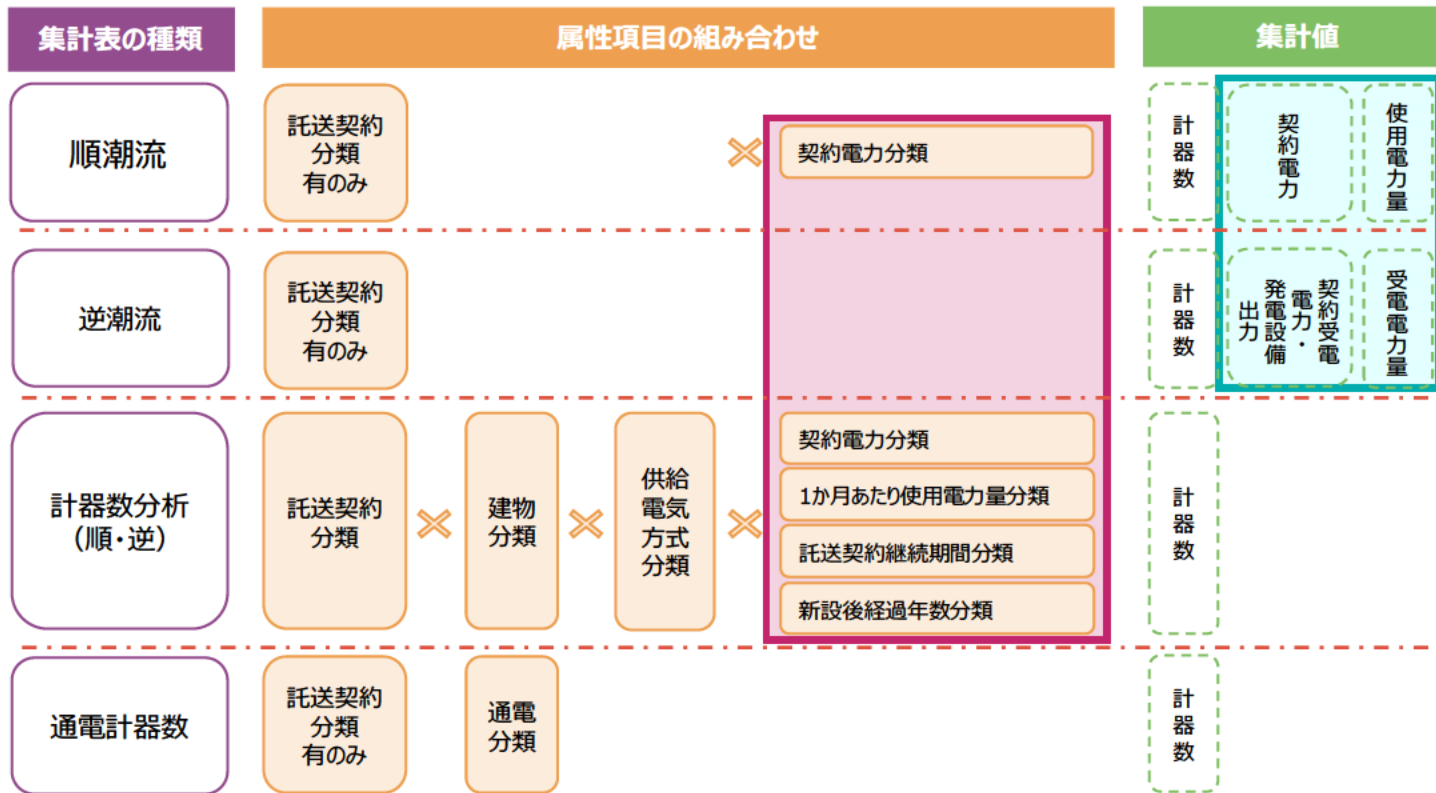 集計表の種類
属性項目の組み合わせ
集計値
順潮流
託送契約
分類
有のみ
契約電力分類
計器数
契約電力
使用電力量
逆潮流
託送契約
分類
有のみ
計器数
契約受電
電力・
発電設備
出力
受電電力量
計器数分析
（順・逆）
託送契約
分類
建物
分類
供給
電気
方式
分類
契約電力分類
1か月あたり使用電力量分類
託送契約継続期間分類
新設後経過年数分類
計器数
通電計器数
託送契約
分類
有のみ
通電
分類
計器数